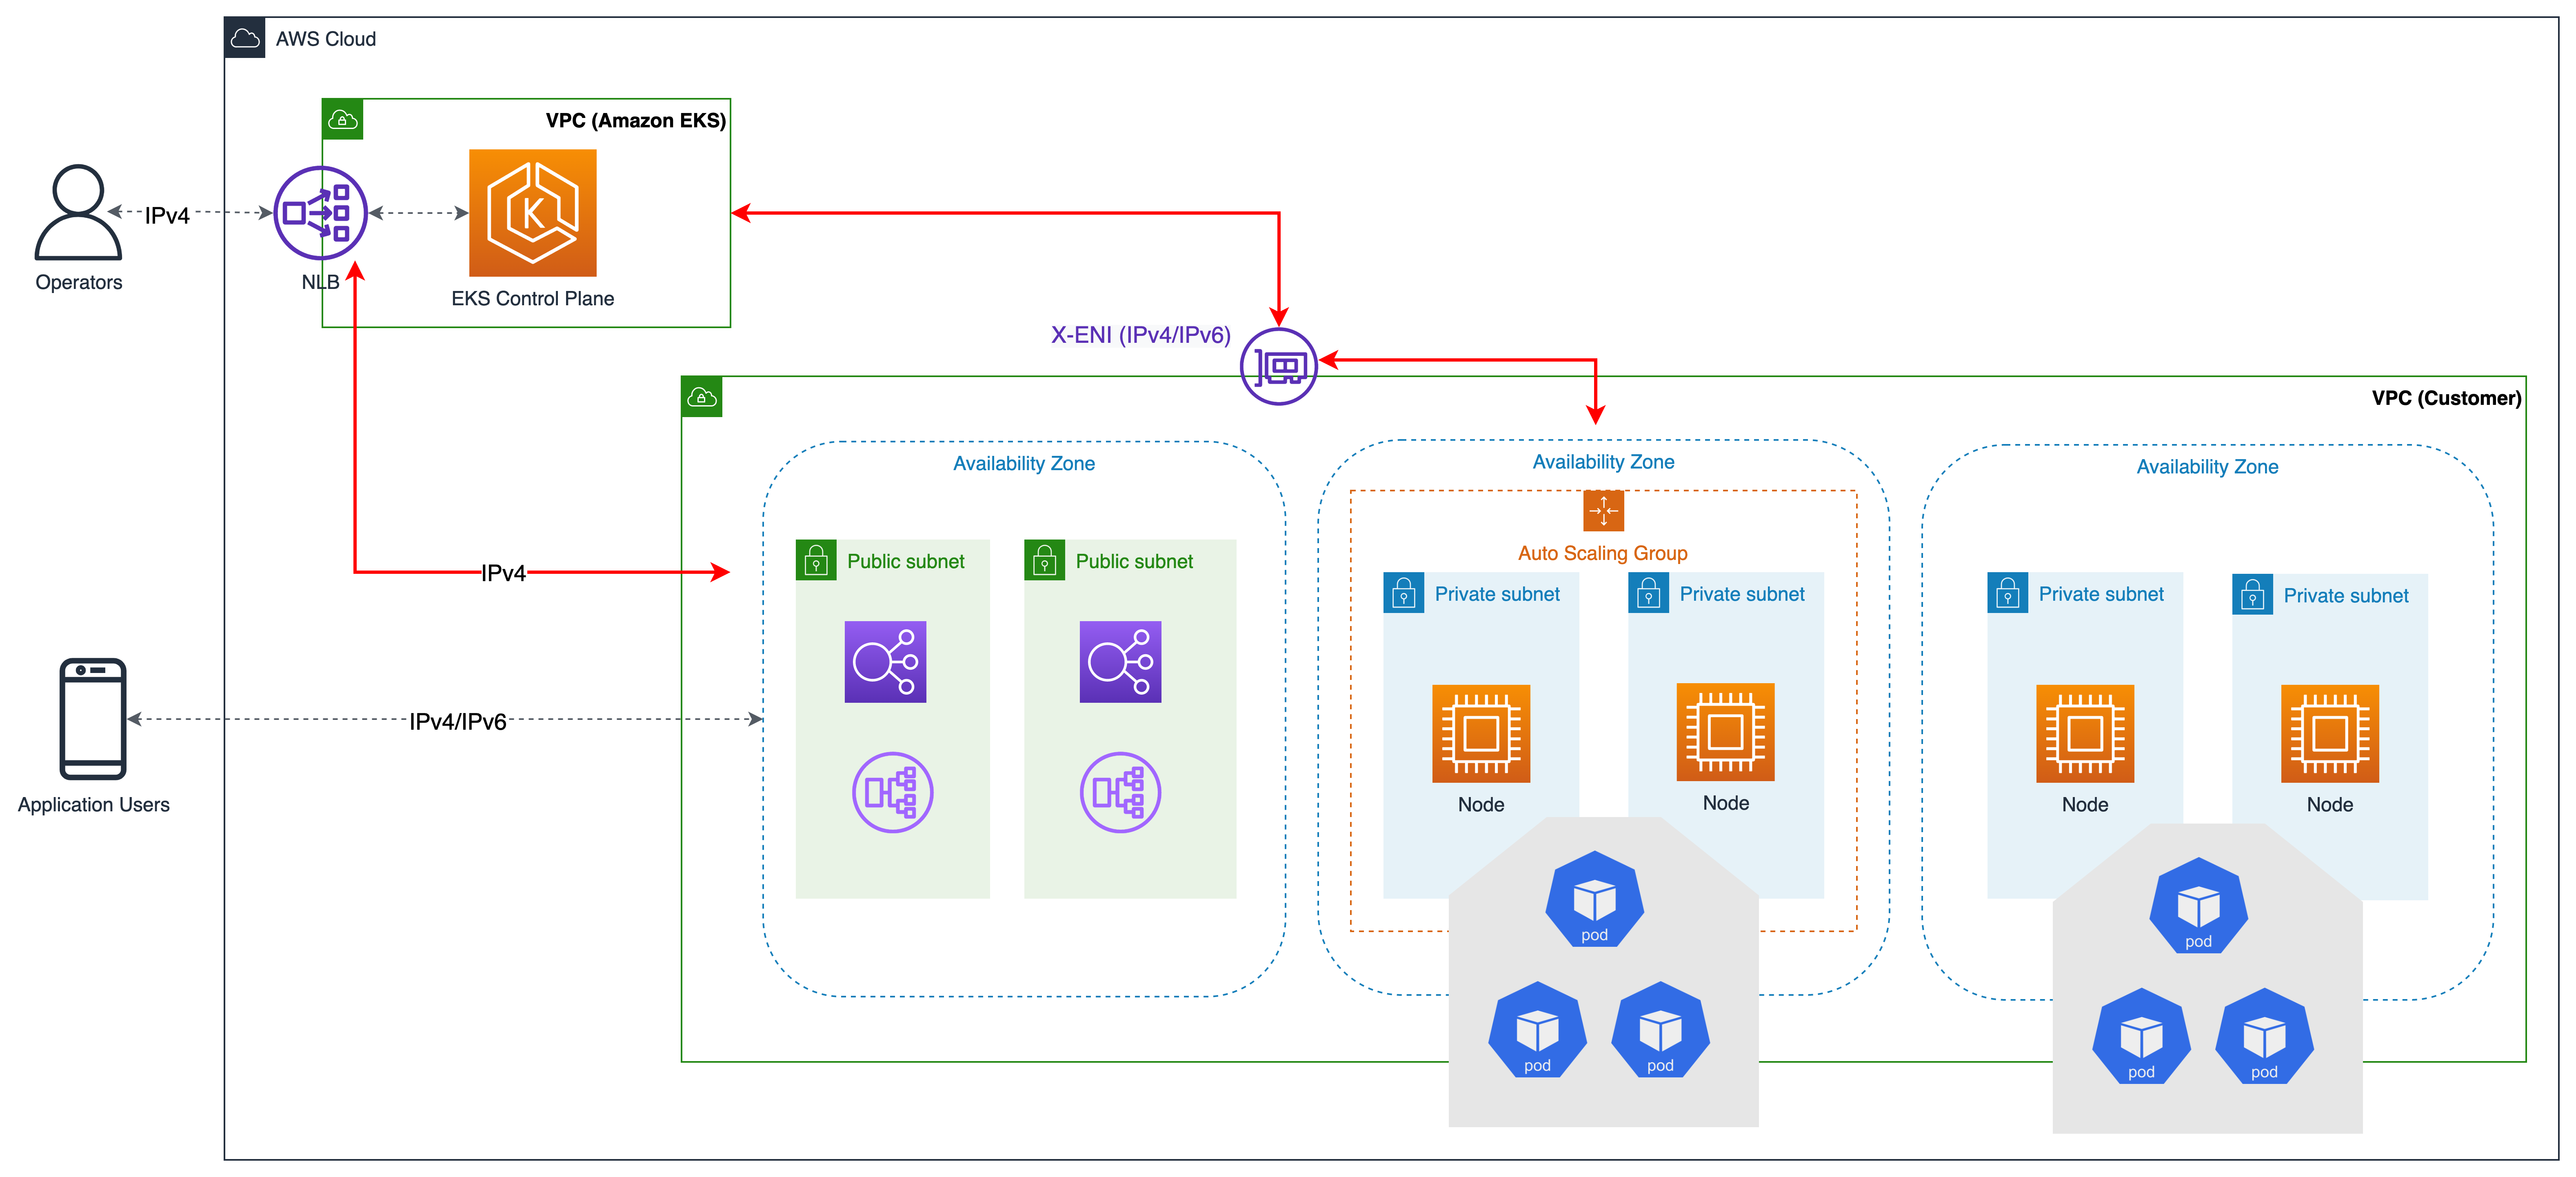 AWS Cloud
VPC (Amazon EKS)
IPv4
Operators
NLB
K
EKS Control Plane
X-ENI (IPv4/IPv6)
VPC (Customer)
Availability Zone
Availability Zone
Availability Zone
Auto Scaling Group
Public subnet
Public subnet
IPv4
Private subnet
Private subnet
Private subnet
Private subnet
IPv4/IPv6
Application Users
Node
Node
Node
Node
pod
pod
pod
pod
pod
pod